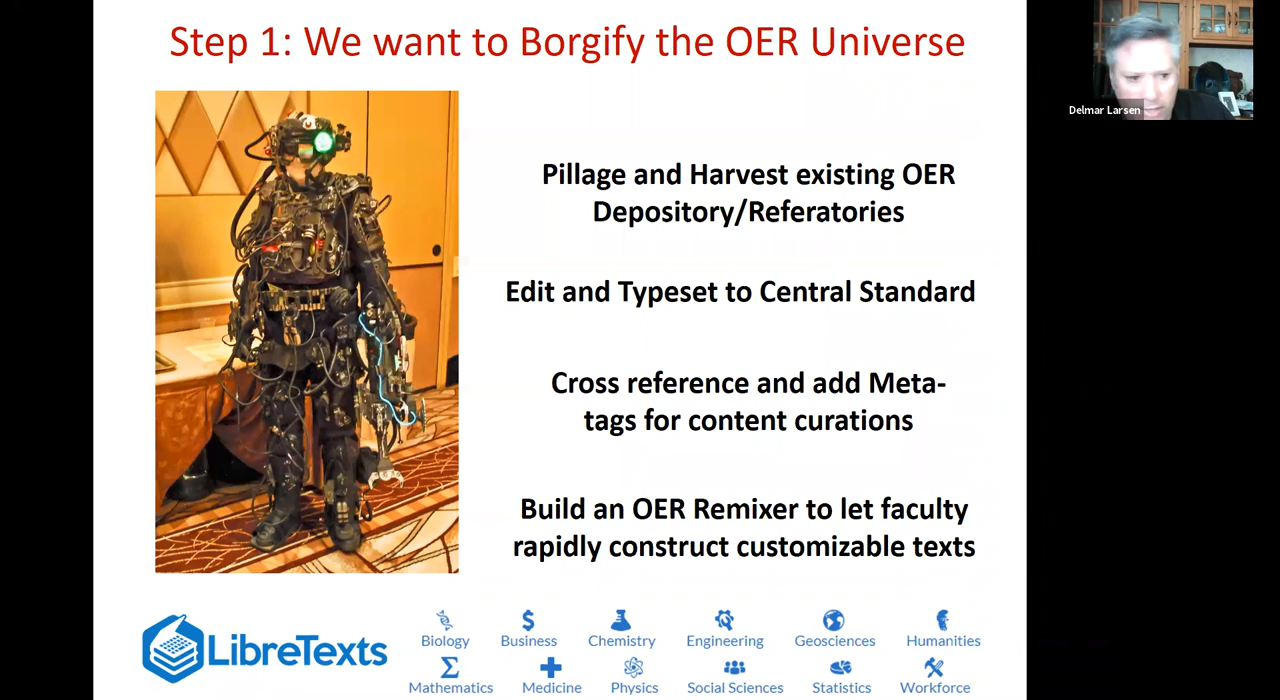 Step 1: We want to Borgify the OER Universe
Delmar Larsen
Pillage and Harvest existing OER
Depository/Referatories
Edit and Typeset to Central Standard
Cross reference and add Meta-
tags for content curations
Build an OER Remixer to let faculty
rapidly construct customizable texts
LibreTexts
Biology Business Chemistry Engineering Geosciences Humanities
Mathematics Medicine Physics Social Sciences Statistics Workforce